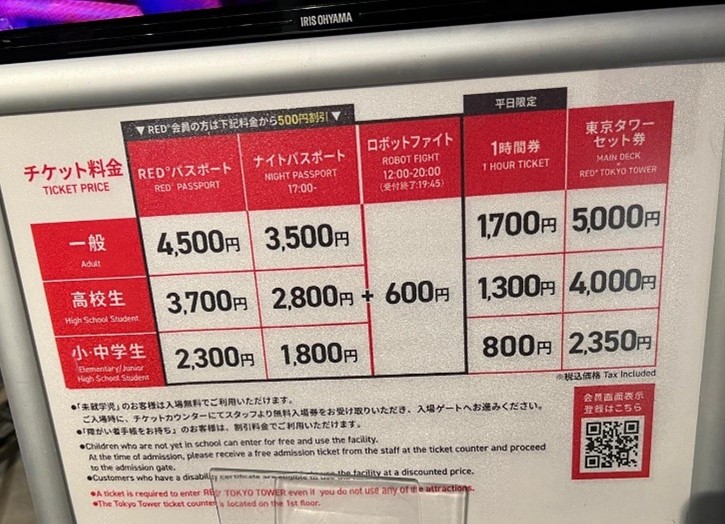 IRIS OHYAMA
▼ RED°会員の方は下記料金から500円割引 ▼
平日限定
チケット料金
TICKET PRICE
RED°パスポート
RED° PASSPORT
ナイトパスポート
NIGHT PASSPORT
17:00-
ロボットファイト
ROBOT FIGHT
12:00-20:00
(受付終了:19:45)
1時間券
1 HOUR TICKET
東京タワー
セット券
MAIN DECK
RED° TOKYO TOWER
一般
Adult
4,500円
3,500円
1,700円
5,000円
高校生
High School Student
3,700円
2,800円
+ 600円
1,300円
4,000円
小・中学生
Elementary/Junior
High School Student
2,300円
1,800円
800円
2,350円
※税込価格 Tax Included
●「未就学児」のお客様は入場無料でご利用いただけます。
ご入場時に、チケットカウンターにてスタッフより無料入場券をお受け取りいただき、入場ゲートへお進みください。
●「障がい者手帳をお持ち」のお客様は、割引料金でご利用いただけます。
●Children who are not yet in school can enter for free and use the facility.
At the time of admission, please receive a free admission ticket from the staff at the ticket counter and proceed
to the admission gate.
●Customers who have a disability certificate are eligible to use the facility at a discounted price.
●A ticket is required to enter RED° TOKYO TOWER even if you do not use any of the attractions.
●The Tokyo Tower ticket counter is located on the 1st floor.
会員画面表示
登録はこちら